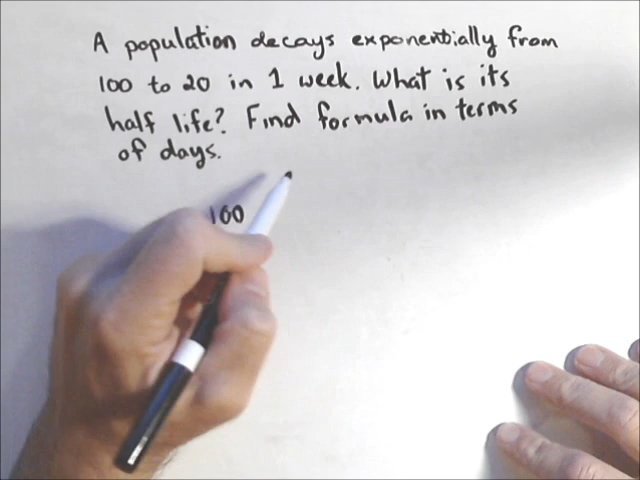 A population decays exponentially from
100 to 20 in 1 week. What is its
half life? Find formula in terms
of days.
100